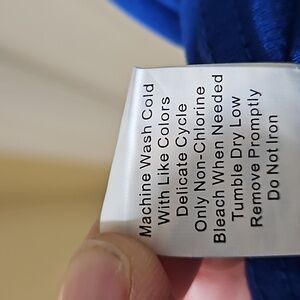 Machine Wash Cold
With Like Colors
Delicate Cycle
Only Non-Chlorine
Bleach When Needed
Tumble Dry Low
Remove Promptly
Do Not Iron